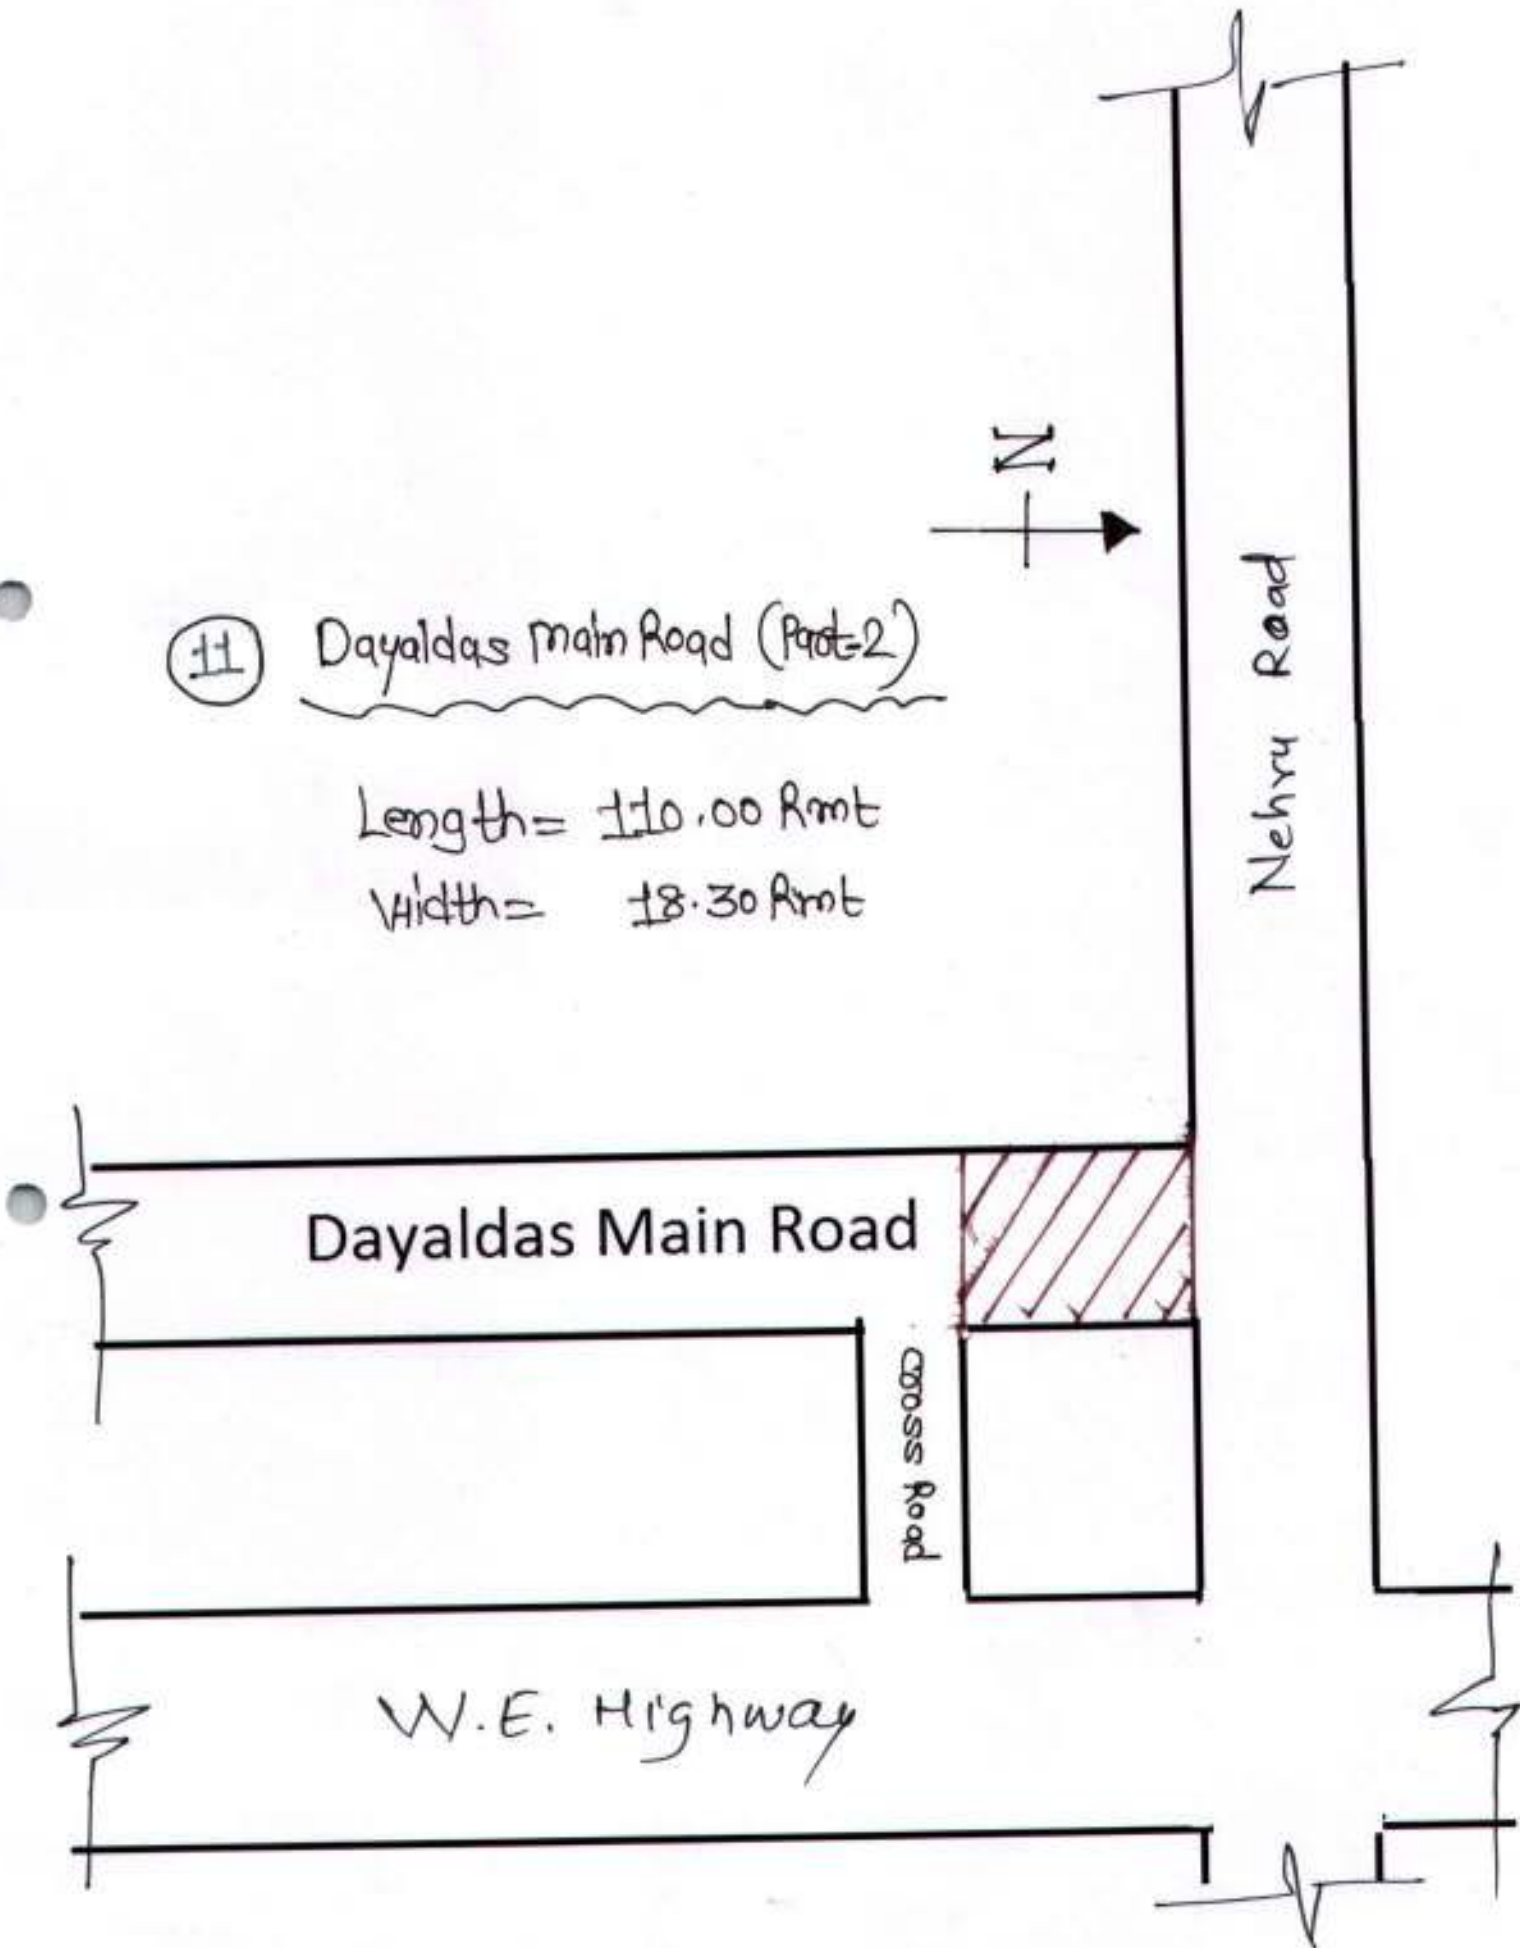 N
11 Dayaldas Main Road (Part-2)
Length= 110.00 Rmt
Width= 18.30 Rmt
Nehru Road
Dayaldas Main Road
Cross Road
W.E. Highway